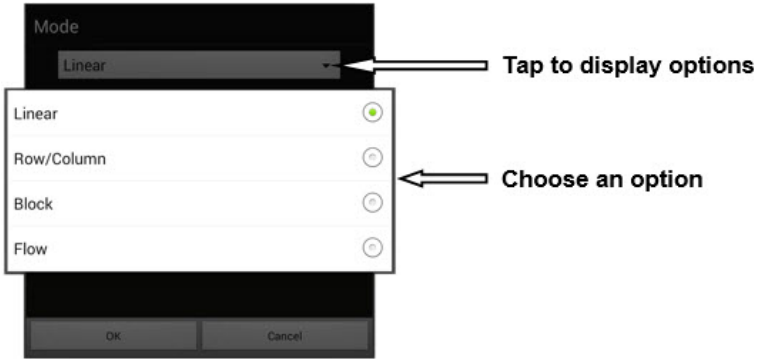 Mode
Linear
Tap to display options
Linear
Row/Column
Choose an option
Block
Flow
OK
Cancel